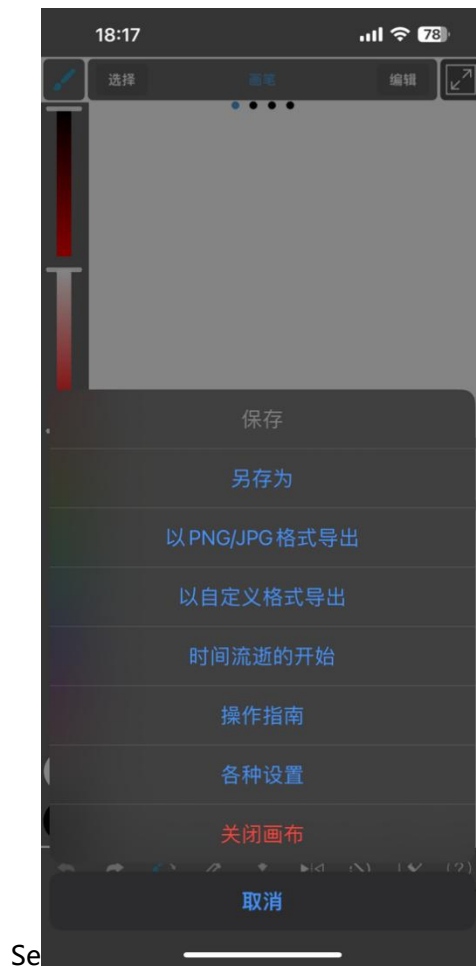 18:17
78
选择
画笔
编辑
保存
另存为
以PNG/JPG格式导出
以自定义格式导出
时间流逝的开始
操作指南
各种设置
关闭画布
(?)
取消
Se